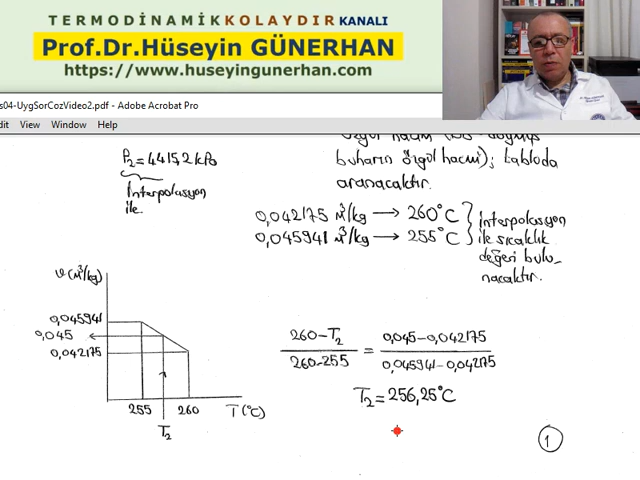 TERMODİNAMİKKOLAYDIR KANALI
Prof.Dr.Hüseyin GÜNERHAN
https://www.huseyingunerhan.com
s04-UygSorCozVideo2.pdf - Adobe Acrobat Pro
dit View Window Help
P₂=4415,2 kPa
İnterpolasyon
ile.
buharın özgül hacmi); tabloda
aranacaktır.
0,042175 m³/kg → 260°C
0,045941 m³/kg → 255°C
interpolasyon
ile sıcaklık
değeri bulu-
nacaktır.
v(m³/kg)
0,045941
0,045
0,042175
255 260 T(°C)
T₂
260-T₂ / 260-255 = 0,045-0,042175 / 0,045941-0,042175
T₂=256,25°C
1